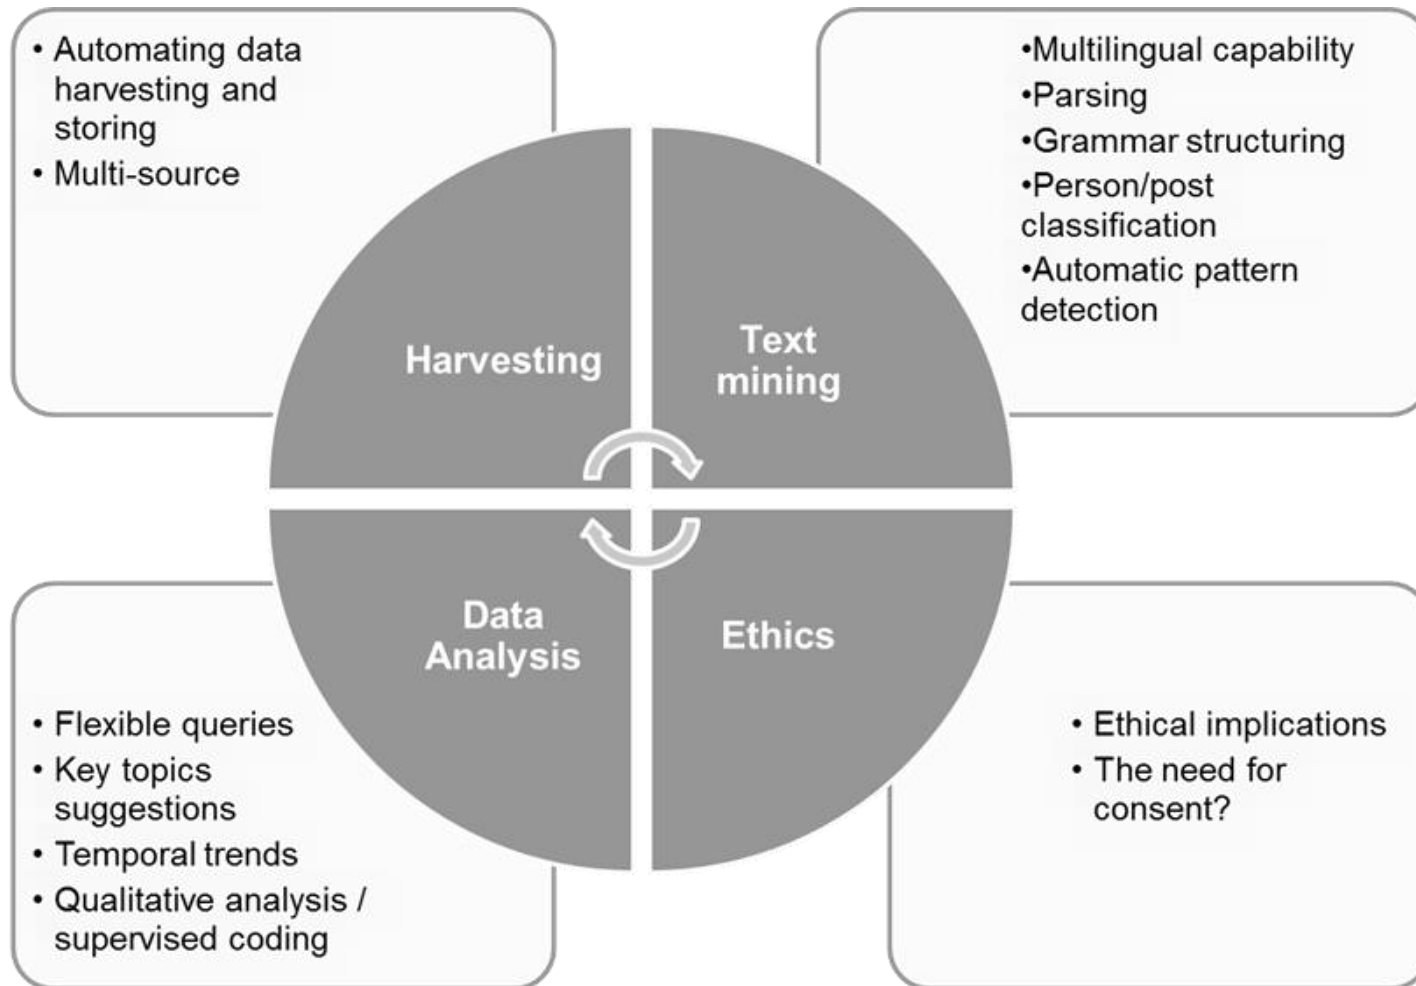 • Automating data
harvesting and
storing
• Multi-source
•Multilingual capability
•Parsing
•Grammar structuring
•Person/post
classification
•Automatic pattern
detection
Harvesting
Text
mining
Data
Analysis
Ethics
• Flexible queries
• Key topics
suggestions
• Temporal trends
• Qualitative analysis /
supervised coding
• Ethical implications
• The need for
consent?